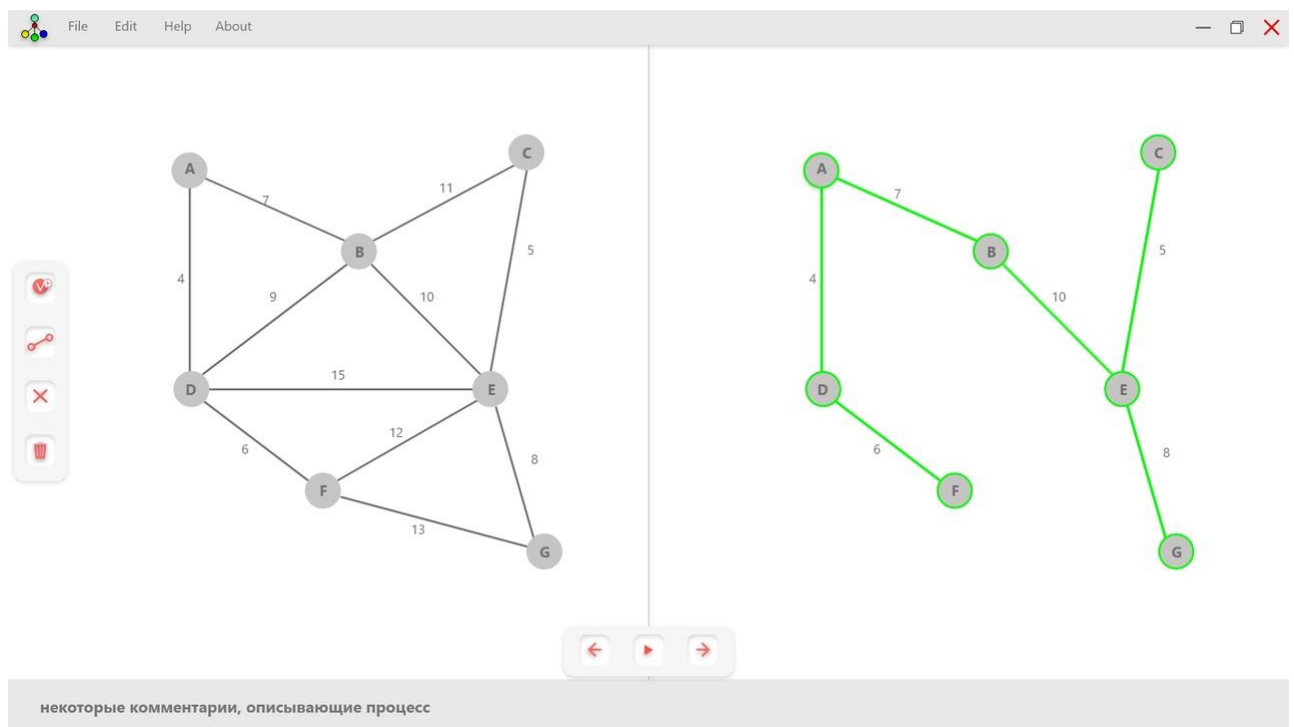 File Edit Help About
A
C
7
11
B
5
4
9
10
15
D
E
12
6
8
F
13
G
A
C
7
B
5
4
10
D
E
6
8
F
G
некоторые комментарии, описывающие процесс